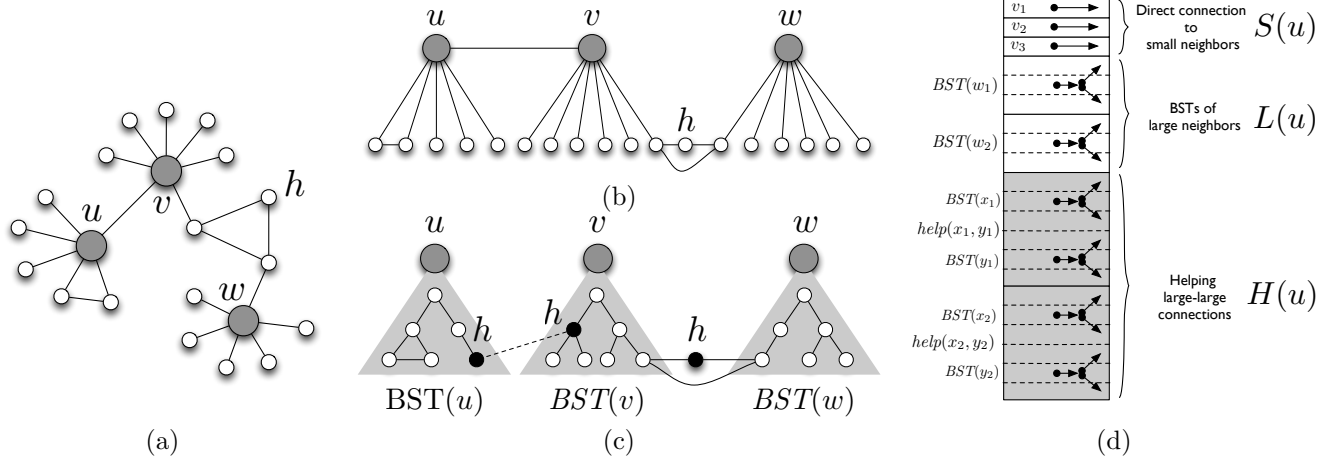 h
v
u
w
(a)
u
v
w
h
(b)
u
v
w
h
h
h
BST(u)
BST(v)
BST(w)
(c)
v₁
v₂
v₃
Direct connection
to
small neighbors
S(u)
BST(w₁)
BST(w₂)
BSTs of
large neighbors
L(u)
BST(x₁)
help(x₁, y₁)
BST(y₁)
BST(x₂)
help(x₂, y₂)
BST(y₂)
Helping
large-large
connections
H(u)
(d)